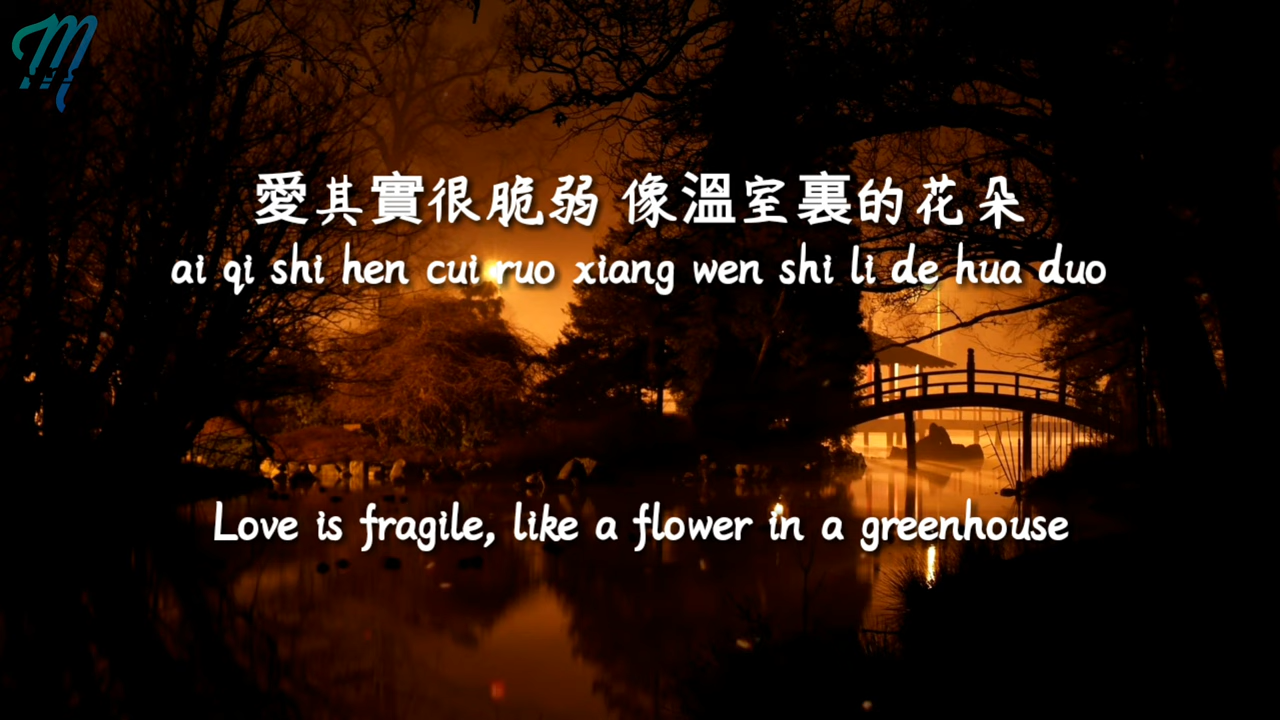 愛其實很脆弱 像溫室裏的花朵
ai qi shi hen cui ruo xiang wen shi li de hua duo
Love is fragile, like a flower in a greenhouse